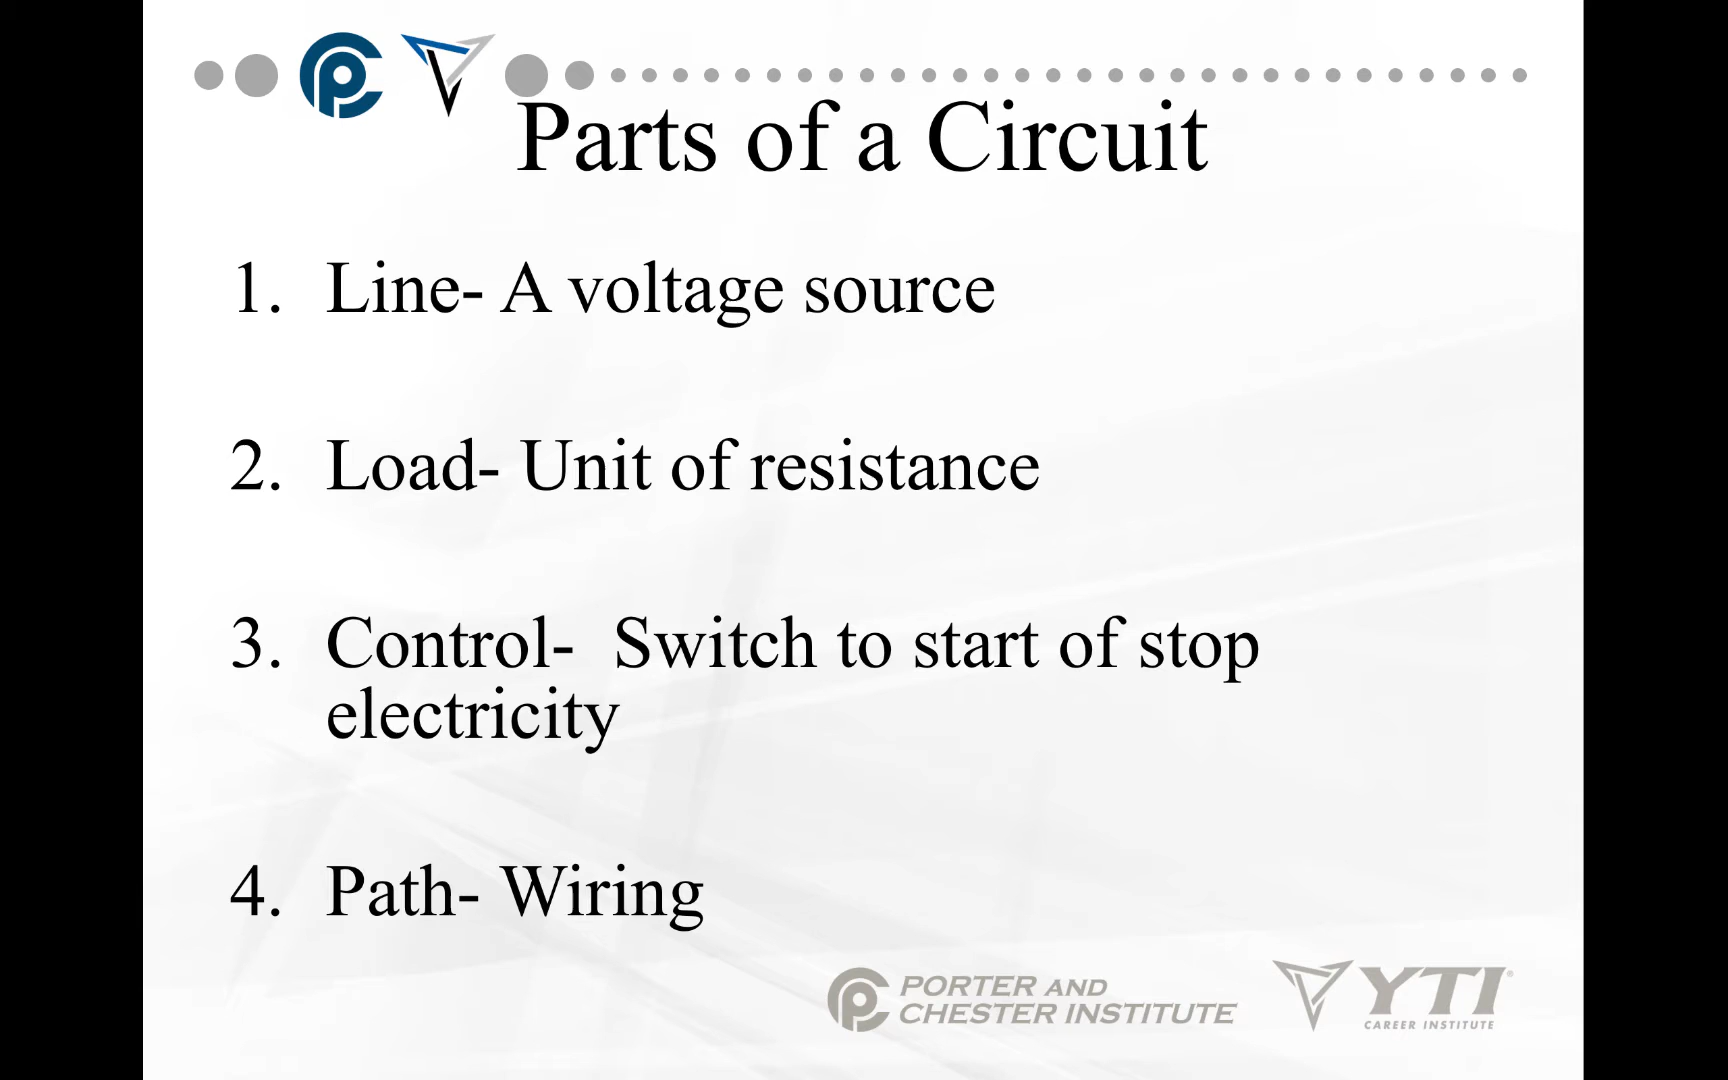 Parts of a Circuit
1. Line- A voltage source
2. Load- Unit of resistance
3. Control- Switch to start of stop
electricity
4. Path- Wiring
PORTER AND
CHESTER INSTITUTE
YTI
CAREER INSTITUTE